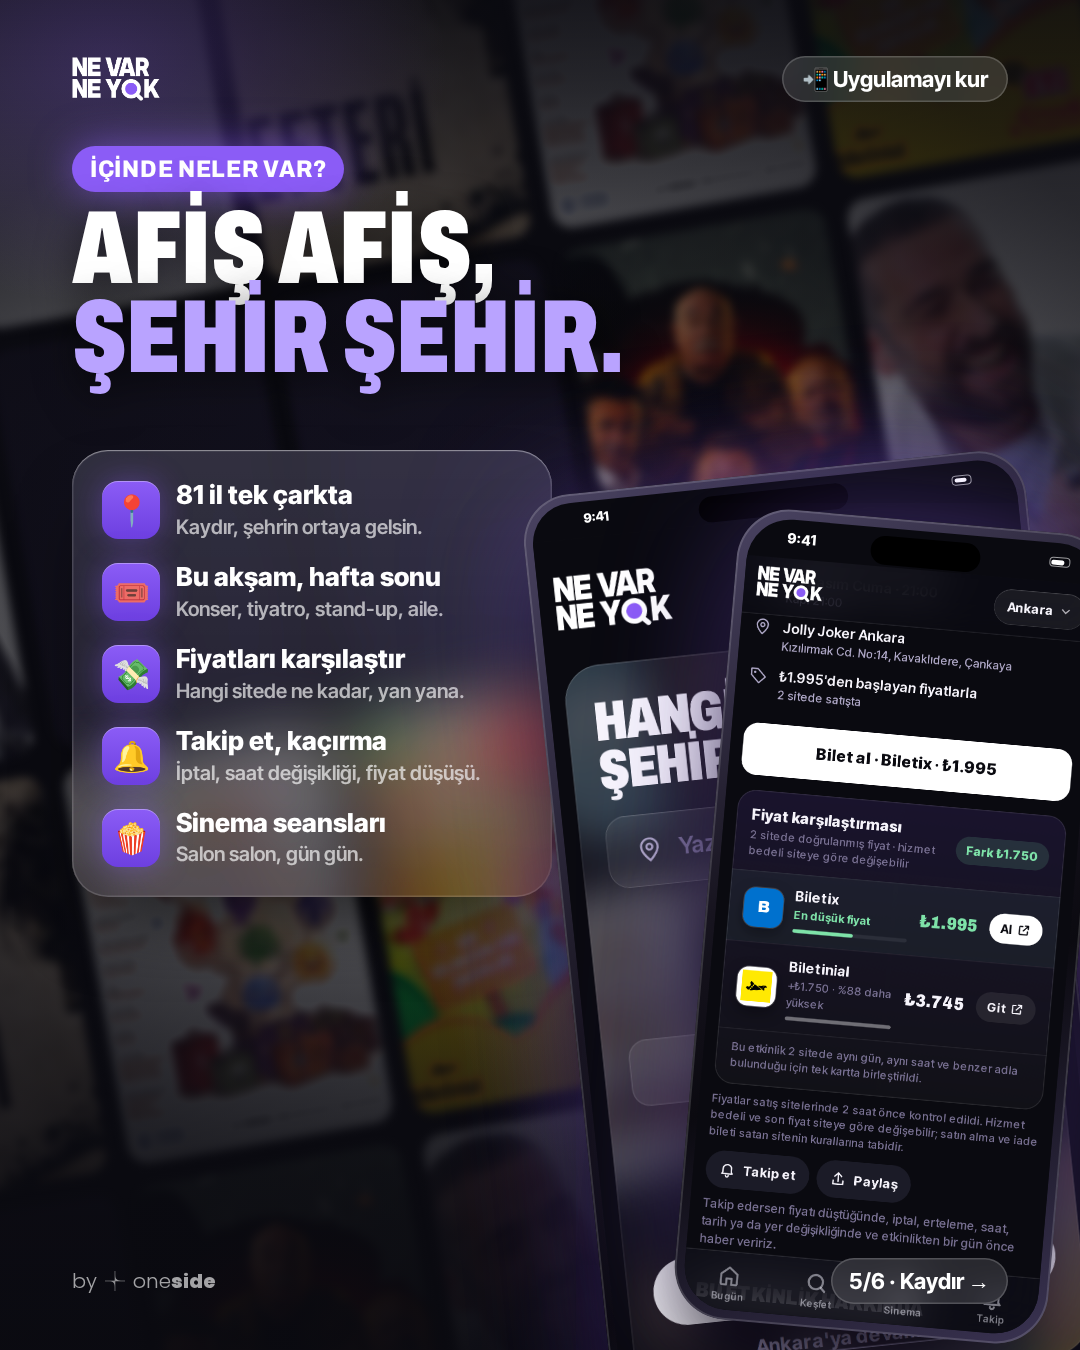 NE VAR
NE YOK
📲 Uygulamayı kur
İÇİNDE NELER VAR?
AFİŞ AFİŞ,
ŞEHİR ŞEHİR.
81 il tek çarkta
Kaydır, şehrin ortaya gelsin.
Bu akşam, hafta sonu
Konser, tiyatro, stand-up, aile.
Fiyatları karşılaştır
Hangi sitede ne kadar, yan yana.
Takip et, kaçırma
İptal, saat değişikliği, fiyat düşüşü.
Sinema seansları
Salon salon, gün gün.
9:41
NE VAR
NE YOK
HANG
ŞEHİR
Yaz
9:41
NE VAR
NE YOK
Ankara
Jolly Joker Ankara
Kızılırmak Cd. No:14, Kavaklıdere, Çankaya
₺1.995'den başlayan fiyatlarla
2 sitede satışta
Bilet al · Biletix · ₺1.995
Fiyat karşılaştırması
2 sitede doğrulanmış fiyat · hizmet
bedeli siteye göre değişebilir
Fark ₺1.750
B
Biletix
En düşük fiyat
₺1.995
Al
Biletinial
+₺1.750 · %88 daha
yüksek
₺3.745
Git
Bu etkinlik 2 sitede aynı gün, aynı saat ve benzer adla
bulunduğu için tek kartta birleştirildi.
Fiyatlar satış sitelerinde 2 saat önce kontrol edildi. Hizmet
bedeli ve son fiyat siteye göre değişebilir; satın alma ve iade
bileti satan sitenin kurallarına tabidir.
Takip et
Paylaş
Takip edersen fiyatı düştüğünde, iptal, erteleme, saat,
tarih ya da yer değişikliğinde ve etkinlikten bir gün önce
haber veririz.
Bugün
Keşfet
Sinema
Takip
5/6 · Kaydır →
Ankara'ya devam
by oneside